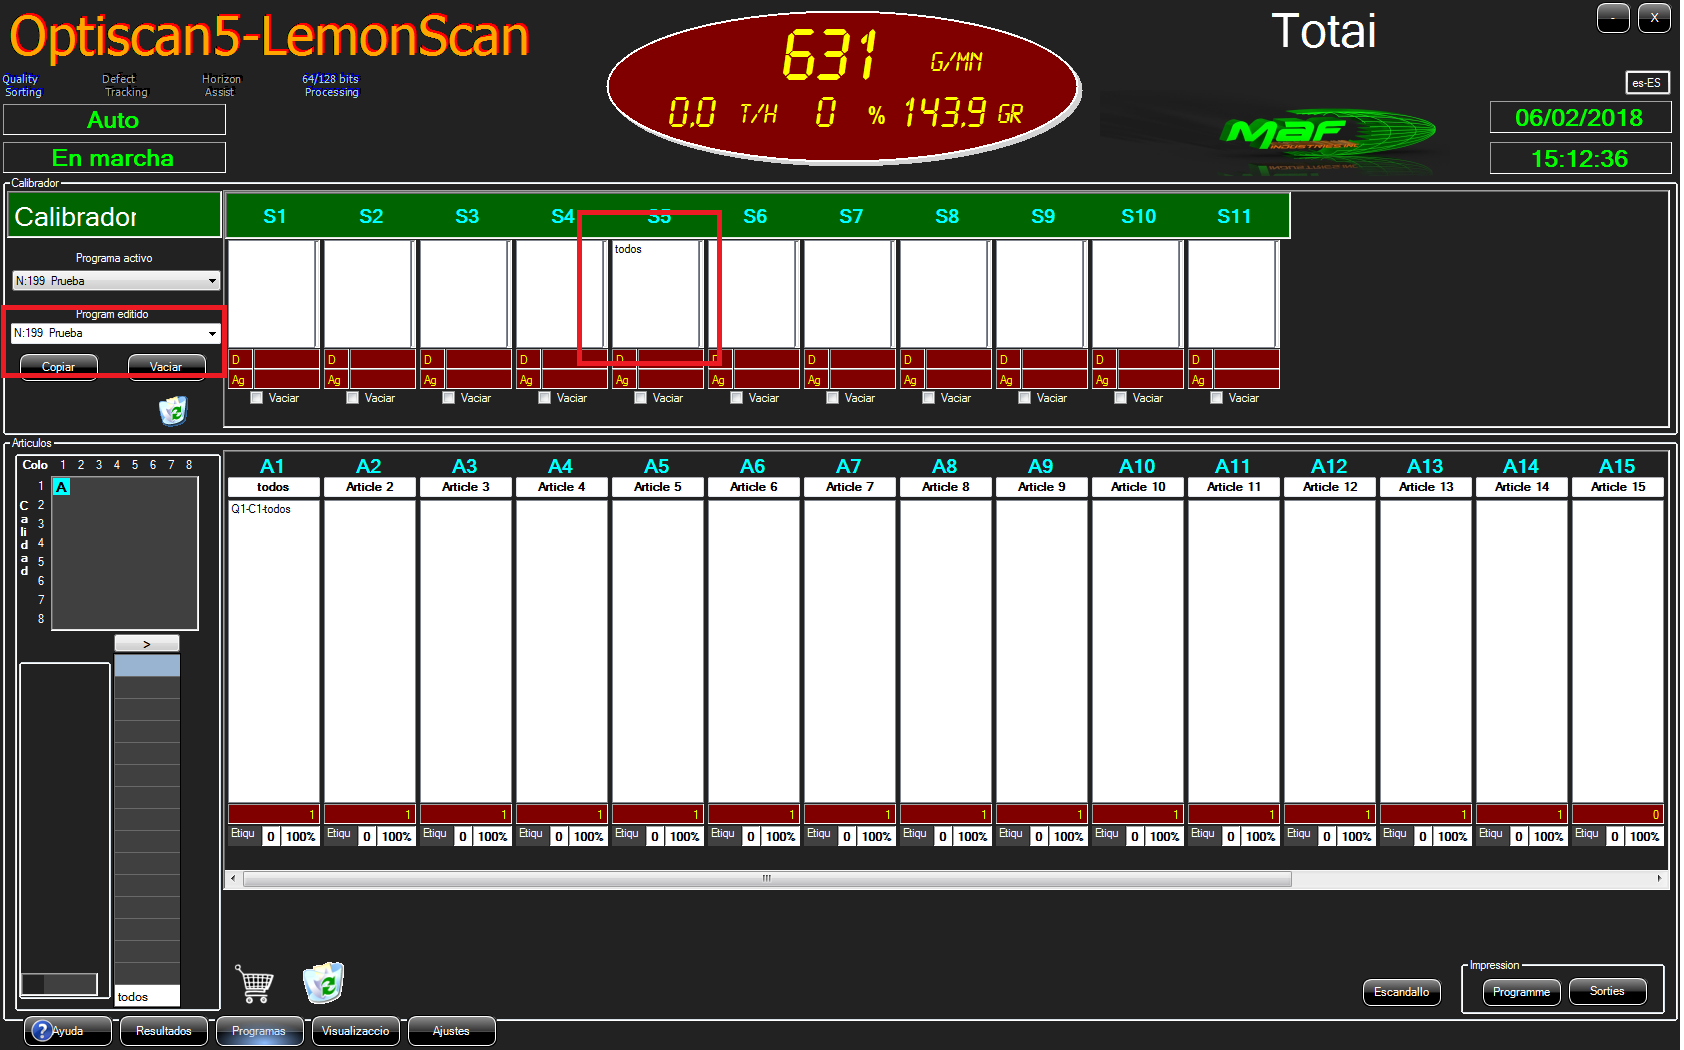 Optiscan5-LemonScan
Quality Sorting
Defect Tracking
Horizon Assist
64/128 bits Processing
Auto
En marcha
631 G/MN
0,0 T/H 0 % 143,9 GR
Totai
- X
es-ES
MAF
INDUSTRIES INC
06/02/2018
15:12:36
Calibrador
Calibrador
Programa activo
N:199 Prueba
Program editido
N:199 Prueba
Copiar Vaciar
S1 S2 S3 S4 S5 S6 S7 S8 S9 S10 S11
todos
D D D D D D D D D D D
Ag Ag Ag Ag Ag Ag Ag Ag Ag Ag Ag
Vaciar Vaciar Vaciar Vaciar Vaciar Vaciar Vaciar Vaciar Vaciar Vaciar Vaciar
Articulos
Colo 1 2 3 4 5 6 7 8
Calidad
1 A
2
3
4
5
6
7
8
>
todos
A1 A2 A3 A4 A5 A6 A7 A8 A9 A10 A11 A12 A13 A14 A15
todos Article 2 Article 3 Article 4 Article 5 Article 6 Article 7 Article 8 Article 9 Article 10 Article 11 Article 12 Article 13 Article 14 Article 15
Q1-C1-todos
1 1 1 1 1 1 1 1 1 1 1 1 1 1 0
Etiqu 0 100% Etiqu 0 100% Etiqu 0 100% Etiqu 0 100% Etiqu 0 100% Etiqu 0 100% Etiqu 0 100% Etiqu 0 100% Etiqu 0 100% Etiqu 0 100% Etiqu 0 100% Etiqu 0 100% Etiqu 0 100% Etiqu 0 100% Etiqu 0 100%
Escandallo
Impression
Programme Sorties
? Ayuda Resultados Programas Visualizaccio Ajustes